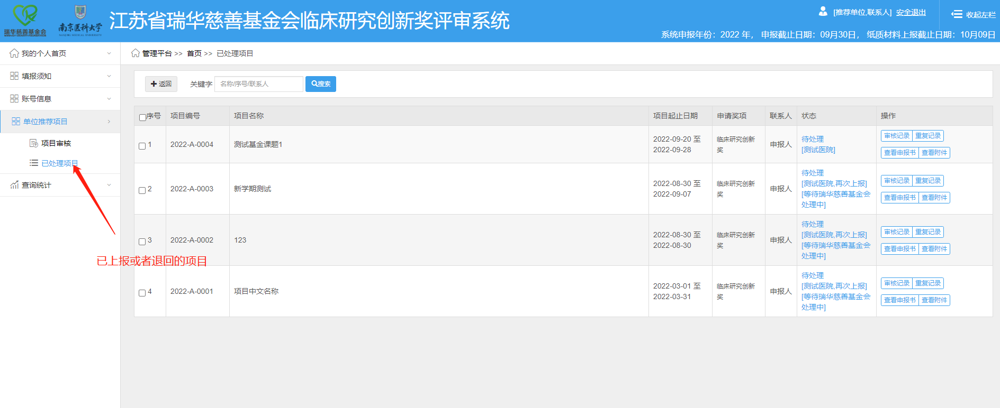 瑞华慈善基金会
南京医科大学
NANJING MEDICAL UNIVERSITY
江苏省瑞华慈善基金会临床研究创新奖评审系统
[推荐单位,联系人] 安全退出
收起左栏
系统申报年份：2022 年， 申报截止日期：09月30日， 纸质材料上报截止日期：10月09日
我的个人首页
填报须知
账号信息
单位推荐项目
项目审核
已处理项目
查询统计
管理平台 >> 首页 >> 已处理项目
返回 关键字 名称/序号/联系人 搜索
序号 项目编号 项目名称 项目起止日期 申请奖项 联系人 状态 操作
1 2022-A-0004 测试基金课题1 2022-09-20 至 临床研究创新 申报人 待处理 审核记录 重复记录
2022-09-28 奖 [测试医院] 查看申报书 查看附件
2 2022-A-0003 新学期测试 2022-08-30 至 临床研究创新 申报人 待处理 审核记录 重复记录
2022-09-07 奖 [测试医院,再次上报] 查看申报书 查看附件
[等待瑞华慈善基金会
处理中]
3 2022-A-0002 123 2022-08-30 至 临床研究创新 申报人 待处理 审核记录 重复记录
2022-08-30 奖 [测试医院,再次上报] 查看申报书 查看附件
[等待瑞华慈善基金会
处理中]
已上报或者退回的项目
4 2022-A-0001 项目中文名称 2022-03-01 至 临床研究创新 申报人 待处理 审核记录 重复记录
2022-03-31 奖 [测试医院,再次上报] 查看申报书 查看附件
[等待瑞华慈善基金会
处理中]